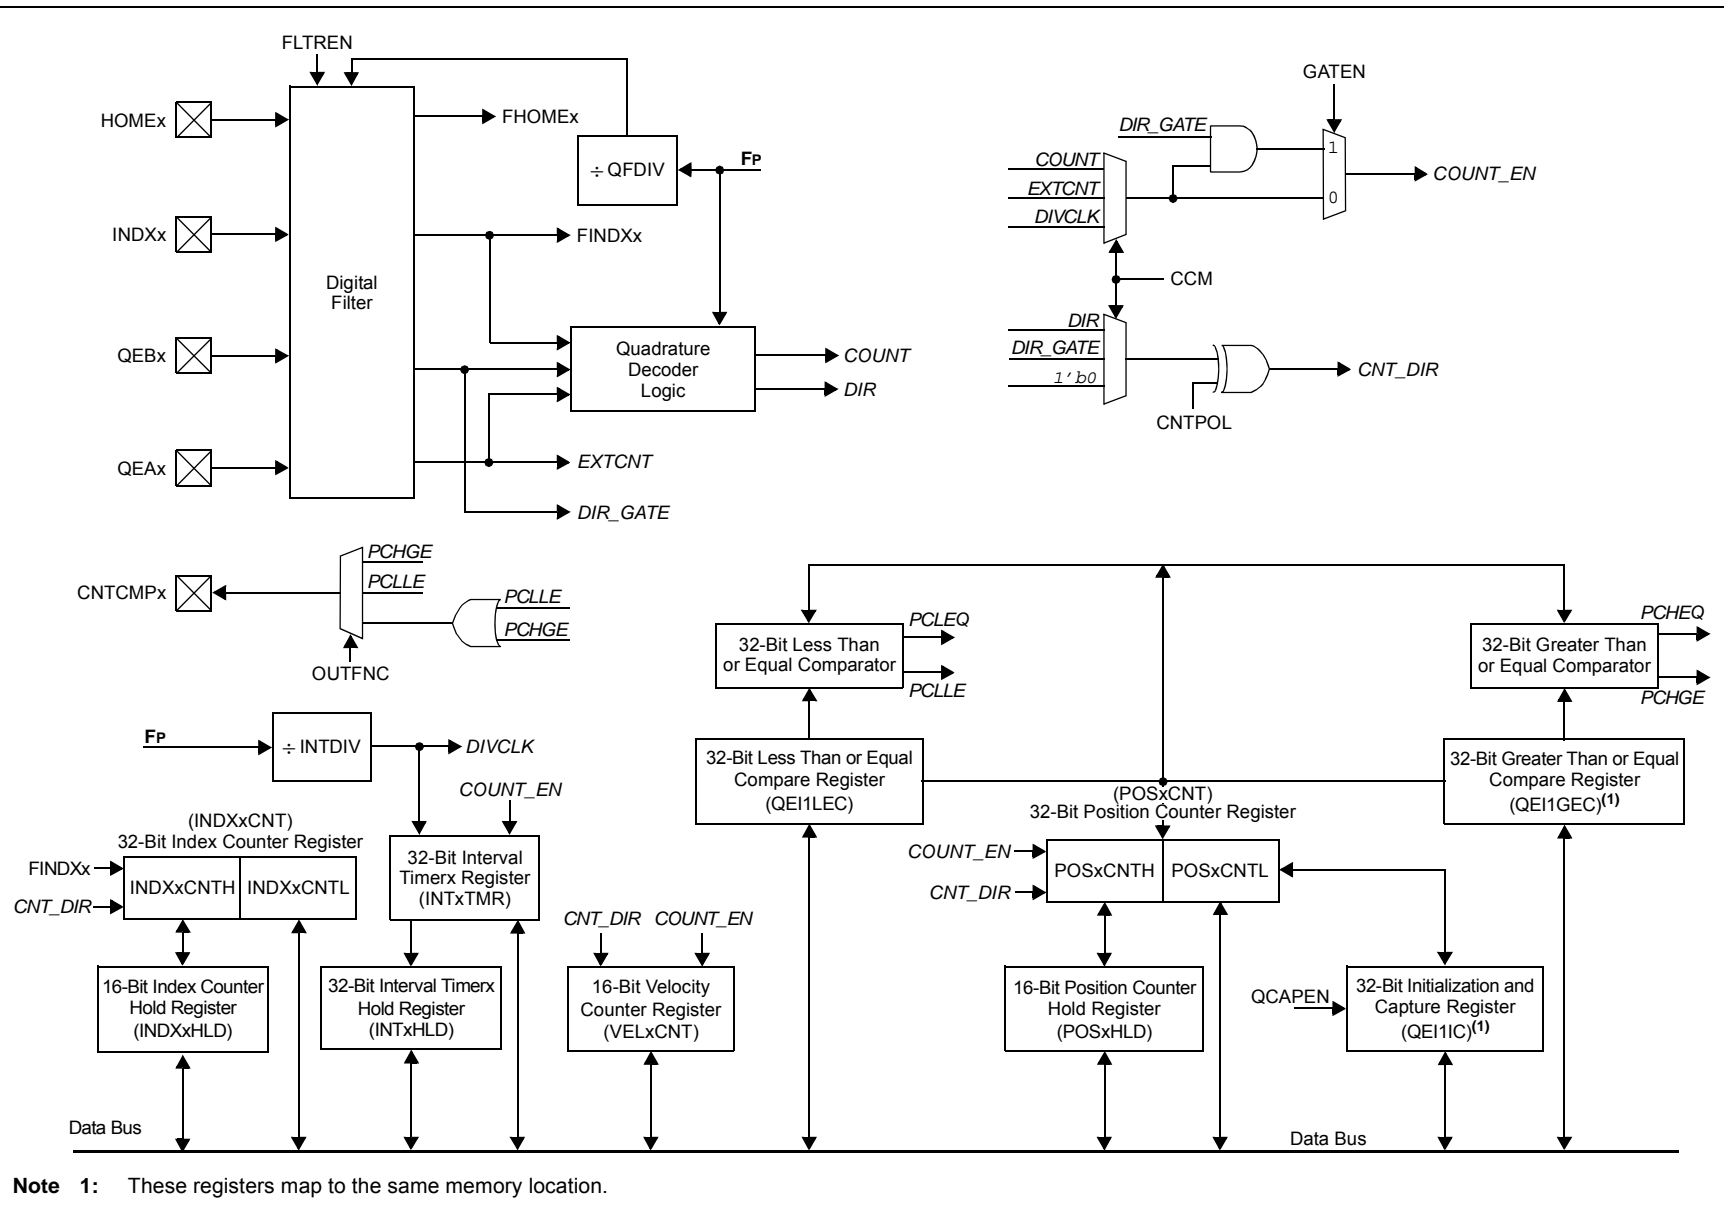 FLTREN
GATEN
HOMEx
FHOMEx
÷ QFDIV
FP
DIR_GATE
1
COUNT
EXTCNT
DIVCLK
0
COUNT_EN
INDXx
FINDXx
Digital
Filter
CCM
QEBx
Quadrature
Decoder
Logic
COUNT
DIR
DIR
DIR_GATE
1'b0
CNT_DIR
CNTPOL
QEAx
EXTCNT
DIR_GATE
CNTCMPx
PCHGE
PCLLE
PCLLE
PCHGE
OUTFNC
32-Bit Less Than
or Equal Comparator
PCLEQ
PCLLE
32-Bit Greater Than
or Equal Comparator
PCHEQ
PCHGE
FP
÷ INTDIV
DIVCLK
COUNT_EN
32-Bit Less Than or Equal
Compare Register
(QEI1LEC)
32-Bit Greater Than or Equal
Compare Register
(QEI1GEC)(1)
(POSxCNT)
32-Bit Position Counter Register
(INDXxCNT)
32-Bit Index Counter Register
FINDXx
CNT_DIR
INDXxCNTH
INDXxCNTL
32-Bit Interval
Timerx Register
(INTxTMR)
COUNT_EN
CNT_DIR
POSxCNTH
POSxCNTL
CNT_DIR
COUNT_EN
16-Bit Index Counter
Hold Register
(INDXxHLD)
32-Bit Interval Timerx
Hold Register
(INTxHLD)
16-Bit Velocity
Counter Register
(VELxCNT)
16-Bit Position Counter
Hold Register
(POSxHLD)
QCAPEN
32-Bit Initialization and
Capture Register
(QEI1IC)(1)
Data Bus
Data Bus
Note 1: These registers map to the same memory location.